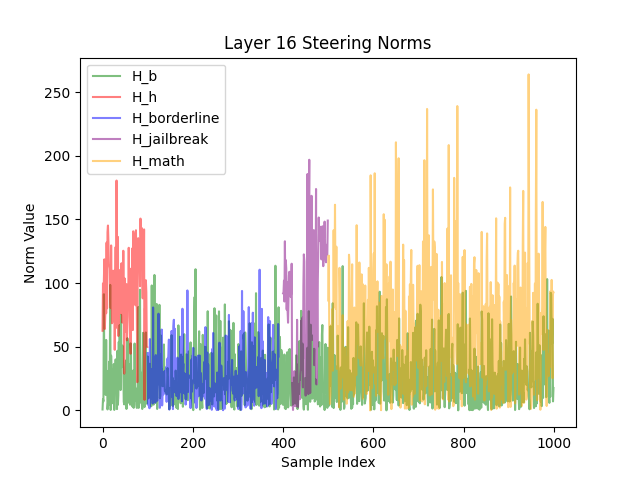 Layer 16 Steering Norms
H_b
H_h
H_borderline
H_jailbreak
H_math
Norm Value
250
200
150
100
50
0
0 200 400 600 800 1000
Sample Index